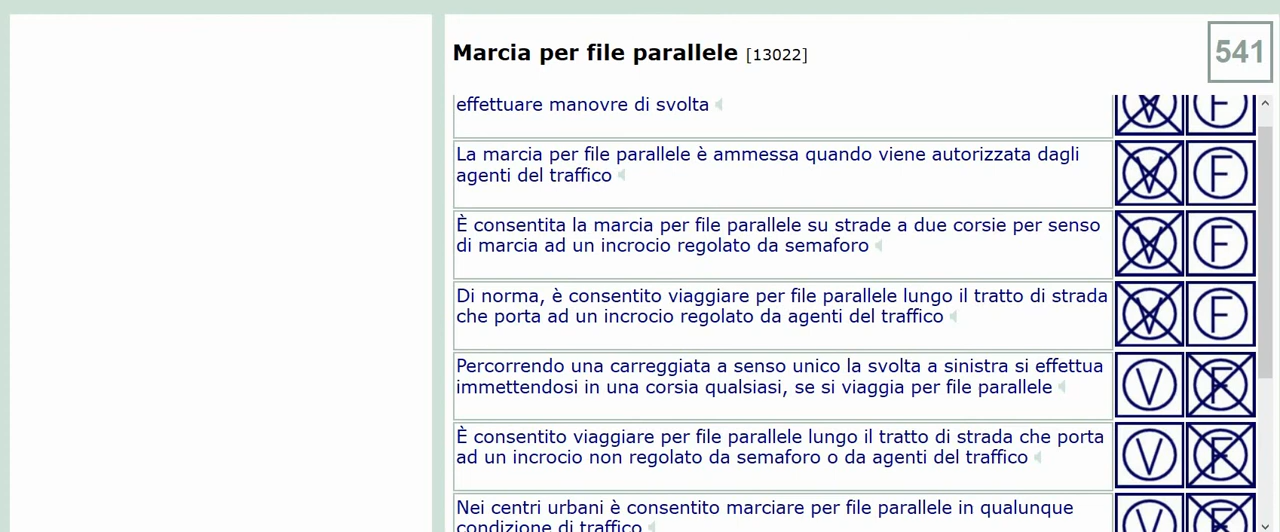 Marcia per file parallele [13022]
541
effettuare manovre di svolta
V F
La marcia per file parallele è ammessa quando viene autorizzata dagli
agenti del traffico
V F
È consentita la marcia per file parallele su strade a due corsie per senso
di marcia ad un incrocio regolato da semaforo
V F
Di norma, è consentito viaggiare per file parallele lungo il tratto di strada
che porta ad un incrocio regolato da agenti del traffico
V F
Percorrendo una carreggiata a senso unico la svolta a sinistra si effettua
immettendosi in una corsia qualsiasi, se si viaggia per file parallele
V F
È consentito viaggiare per file parallele lungo il tratto di strada che porta
ad un incrocio non regolato da semaforo o da agenti del traffico
V F
Nei centri urbani è consentito marciare per file parallele in qualunque
condizione di traffico
V F